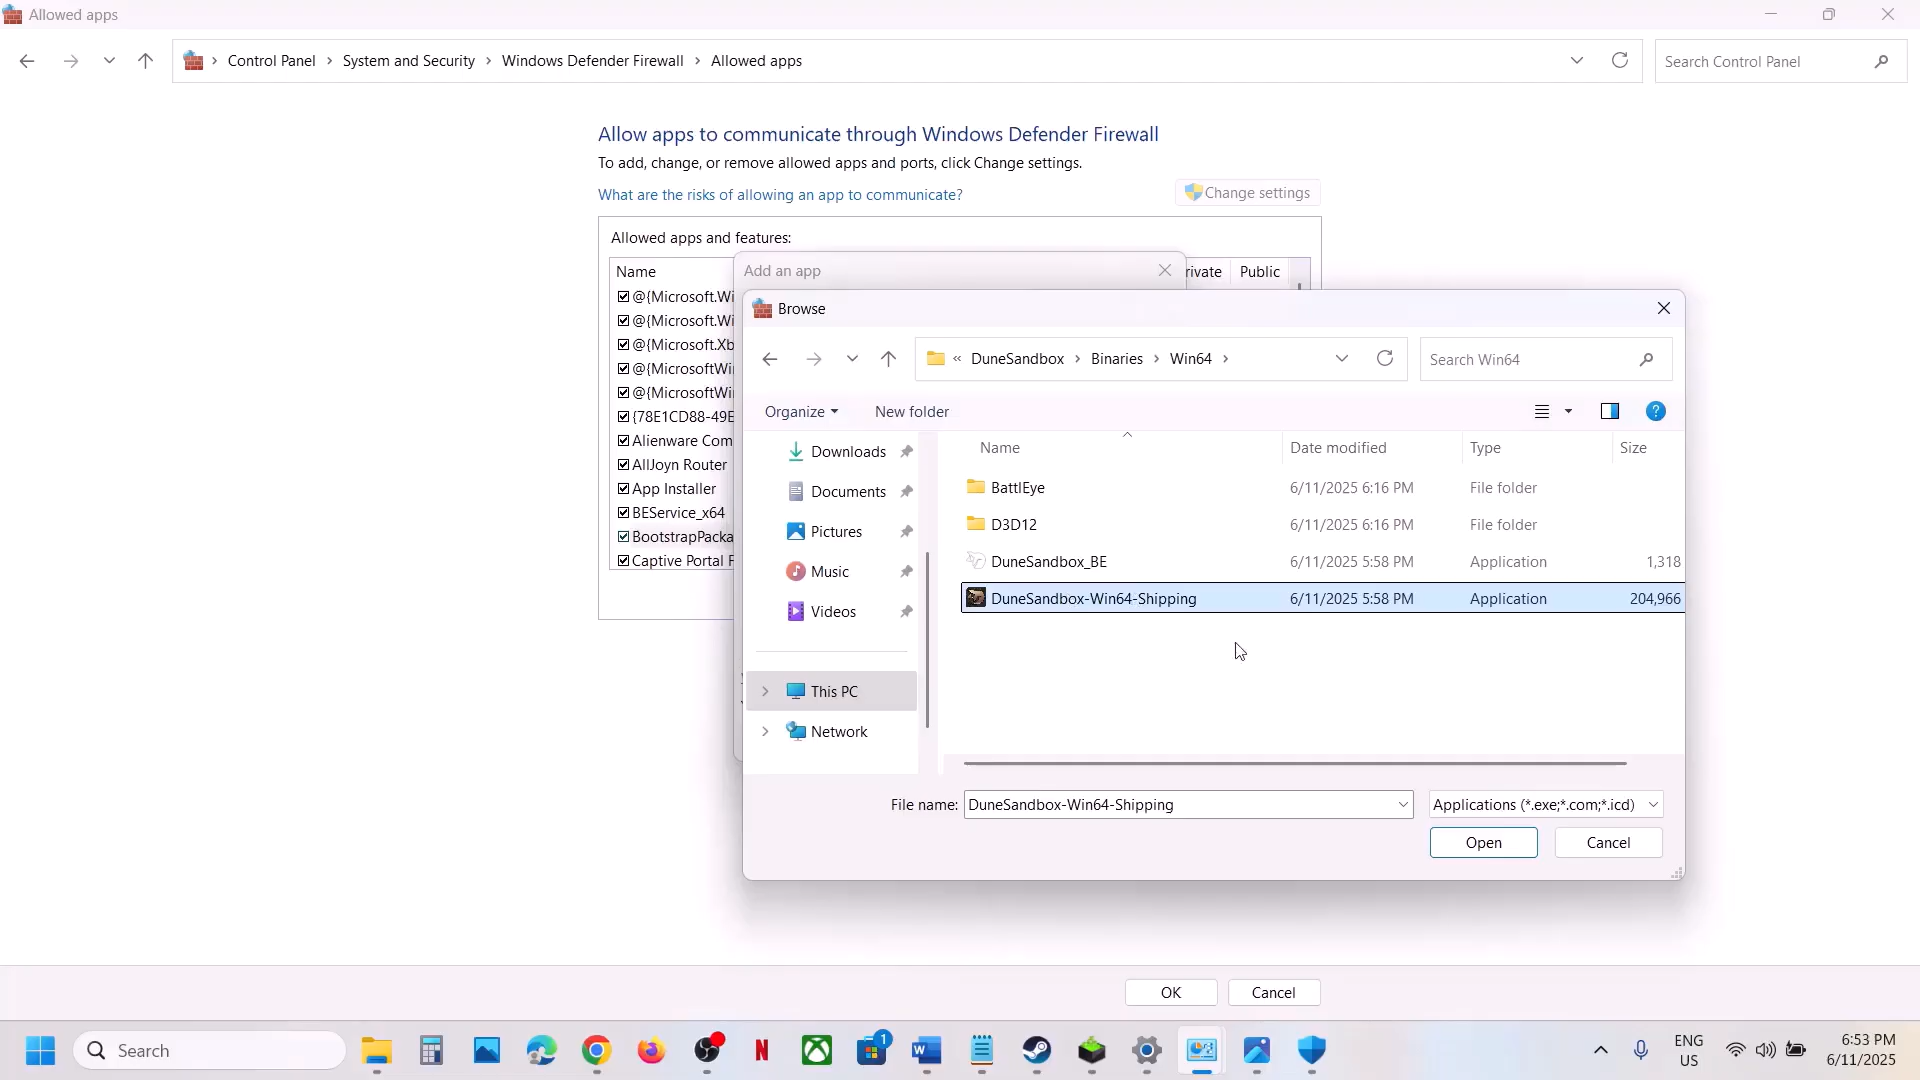 Allowed apps
Control Panel > System and Security > Windows Defender Firewall > Allowed apps
Search Control Panel
Allow apps to communicate through Windows Defender Firewall
To add, change, or remove allowed apps and ports, click Change settings.
What are the risks of allowing an app to communicate?
Change settings
Allowed apps and features:
Name
rivate
Public
@{Microsoft.Wi
@{Microsoft.Wi
@{Microsoft.Xb
@{MicrosoftWi
@{MicrosoftWi
{78E1CD88-49E
Alienware Com
AllJoyn Router
App Installer
BEService_x64
BootstrapPacka
Captive Portal F
Add an app
Browse
« DuneSandbox > Binaries > Win64 >
Search Win64
Organize
New folder
Downloads
Documents
Pictures
Music
Videos
This PC
Network
Name Date modified Type Size
BattlEye 6/11/2025 6:16 PM File folder
D3D12 6/11/2025 6:16 PM File folder
DuneSandbox_BE 6/11/2025 5:58 PM Application 1,318
DuneSandbox-Win64-Shipping 6/11/2025 5:58 PM Application 204,966
File name: DuneSandbox-Win64-Shipping Applications (*.exe;*.com;*.icd)
Open Cancel
OK Cancel
Search
1
ENG
US
6:53 PM
6/11/2025